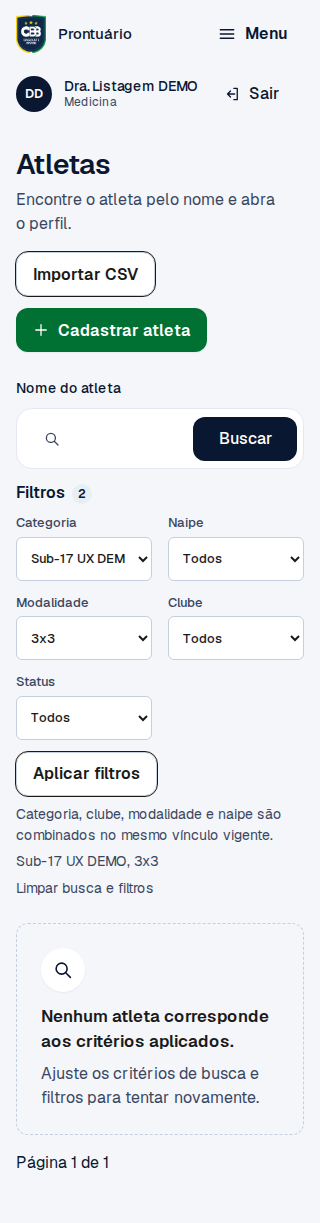 CBB
Prontuário
Menu
DD
Dra.Listagem DEMO
Medicina
Sair
Atletas
Encontre o atleta pelo nome e abra
o perfil.
Importar CSV
Cadastrar atleta
Nome do atleta
Buscar
Filtros 2
Categoria
Naipe
Sub-17 UX DEM
Todos
Modalidade
Clube
3x3
Todos
Status
Todos
Aplicar filtros
Categoria, clube, modalidade e naipe são
combinados no mesmo vínculo vigente.
Sub-17 UX DEMO, 3x3
Limpar busca e filtros
Nenhum atleta corresponde
aos critérios aplicados.
Ajuste os critérios de busca e
filtros para tentar novamente.
Página 1 de 1